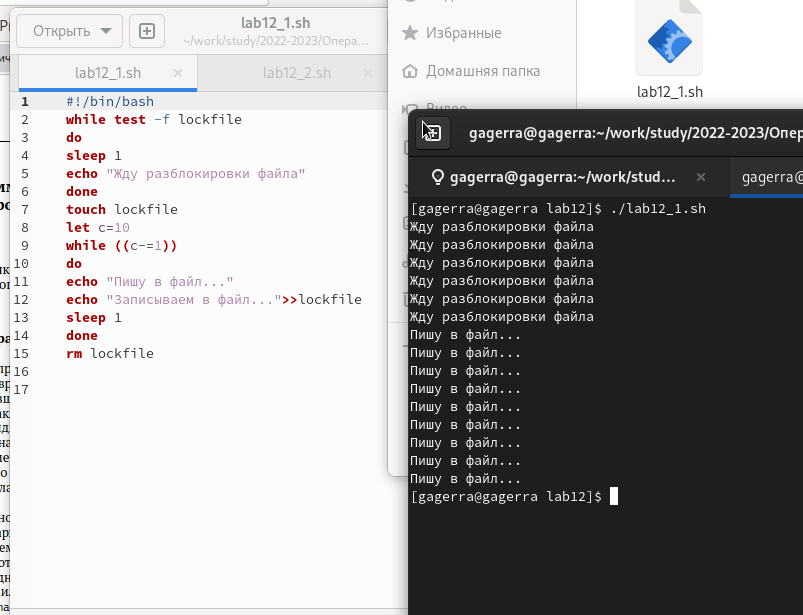 Открыть
lab12_1.sh
~/work/study/2022-2023/Опера...
lab12_1.sh
lab12_2.sh
1 #!/bin/bash
2 while test -f lockfile
3 do
4 sleep 1
5 echo "Жду разблокировки файла"
6 done
7 touch lockfile
8 let c=10
9 while ((c-=1))
10 do
11 echo "Пишу в файл..."
12 echo "Записываем в файл...">>lockfile
13 sleep 1
14 done
15 rm lockfile
16
17
Избранные
Домашняя папка
Видео
lab12_1.sh
gagerra@gagerra:~/work/study/2022-2023/Опер
gagerra@gagerra:~/work/stud...
gagerra@
[gagerra@gagerra lab12]$ ./lab12_1.sh
Жду разблокировки файла
Жду разблокировки файла
Жду разблокировки файла
Жду разблокировки файла
Жду разблокировки файла
Жду разблокировки файла
Пишу в файл...
Пишу в файл...
Пишу в файл...
Пишу в файл...
Пишу в файл...
Пишу в файл...
Пишу в файл...
Пишу в файл...
Пишу в файл...
[gagerra@gagerra lab12]$